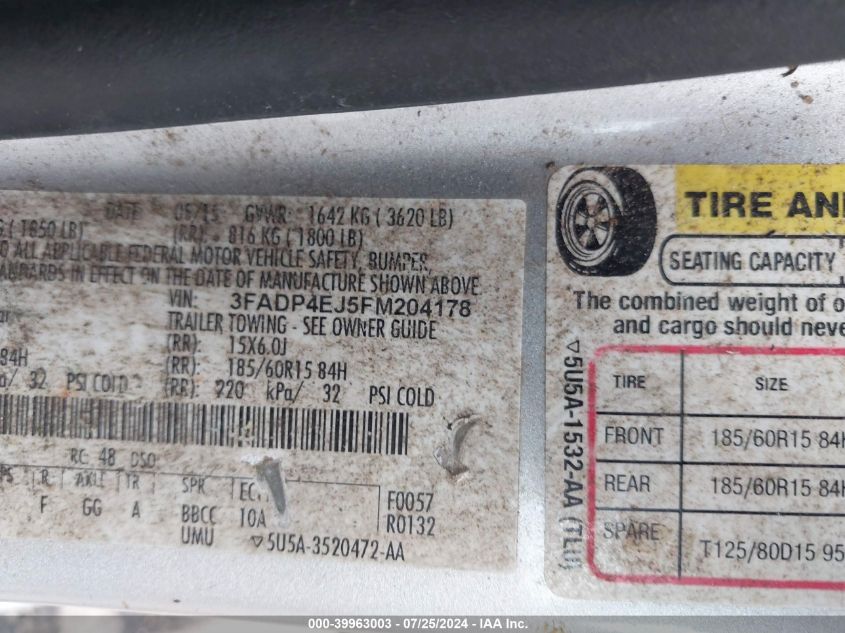 DATE 05/15 GVWR: 1642 KG ( 3620 LB)
( 1850 LB) (RR): 816 KG ( 1800 LB)
ALL APPLICABLE FEDERAL MOTOR VEHICLE SAFETY, BUMPER,
IN EFFECT ON THE DATE OF MANUFACTURE SHOWN ABOVE
VIN: 3FADP4EJ5FM204178
TRAILER TOWING - SEE OWNER GUIDE
(RR): 15X6.0J
84H (RR): 185/60R15 84H
/ 32 PSI COLD (RR): 220 kPa/ 32 PSI COLD
RC: 48 DSO
R AXLE TR SPR
F GG A BBCC 10A F0057
UMU R0132
▽5U5A-3520472-AA
TIRE AND
SEATING CAPACITY
The combined weight of
and cargo should neve
TIRE SIZE
FRONT 185/60R15 84H
REAR 185/60R15 84H
SPARE T125/80D15 95
▽5U5A-1532-AA (TL0)
000-39963003 - 07/25/2024 - IAA Inc.